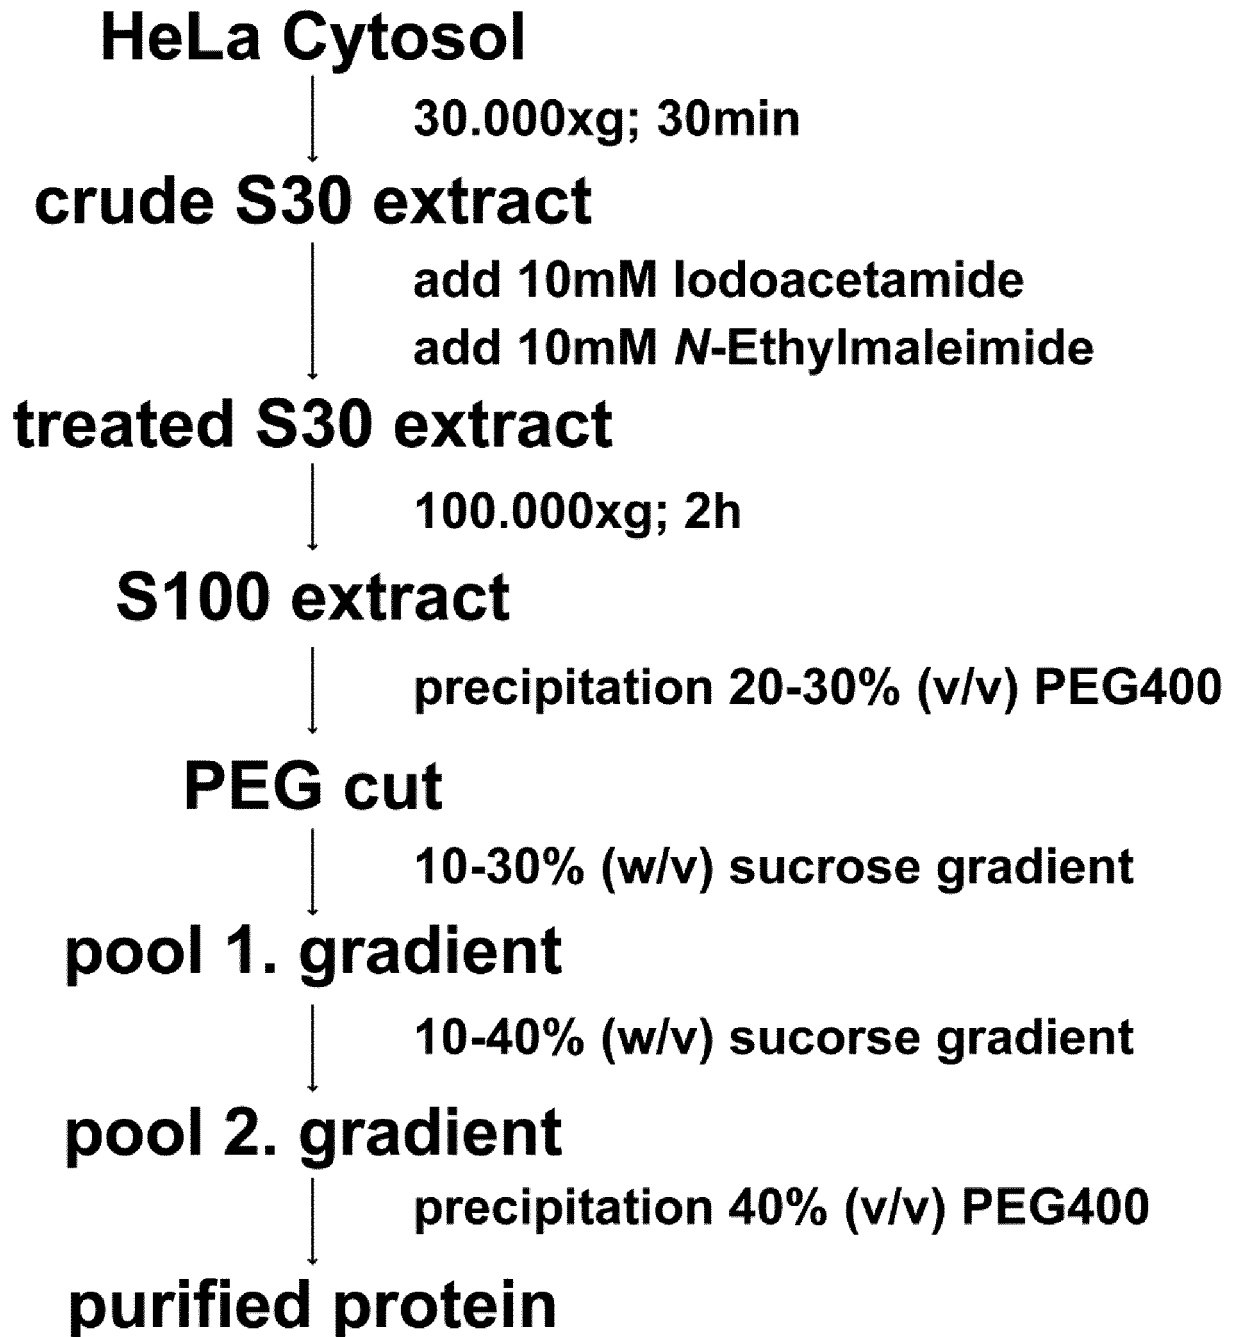 HeLa Cytosol
30.000xg; 30min
crude S30 extract
add 10mM Iodoacetamide
add 10mM N-Ethylmaleimide
treated S30 extract
100.000xg; 2h
S100 extract
precipitation 20-30% (v/v) PEG400
PEG cut
10-30% (w/v) sucrose gradient
pool 1. gradient
10-40% (w/v) sucorse gradient
pool 2. gradient
precipitation 40% (v/v) PEG400
purified protein